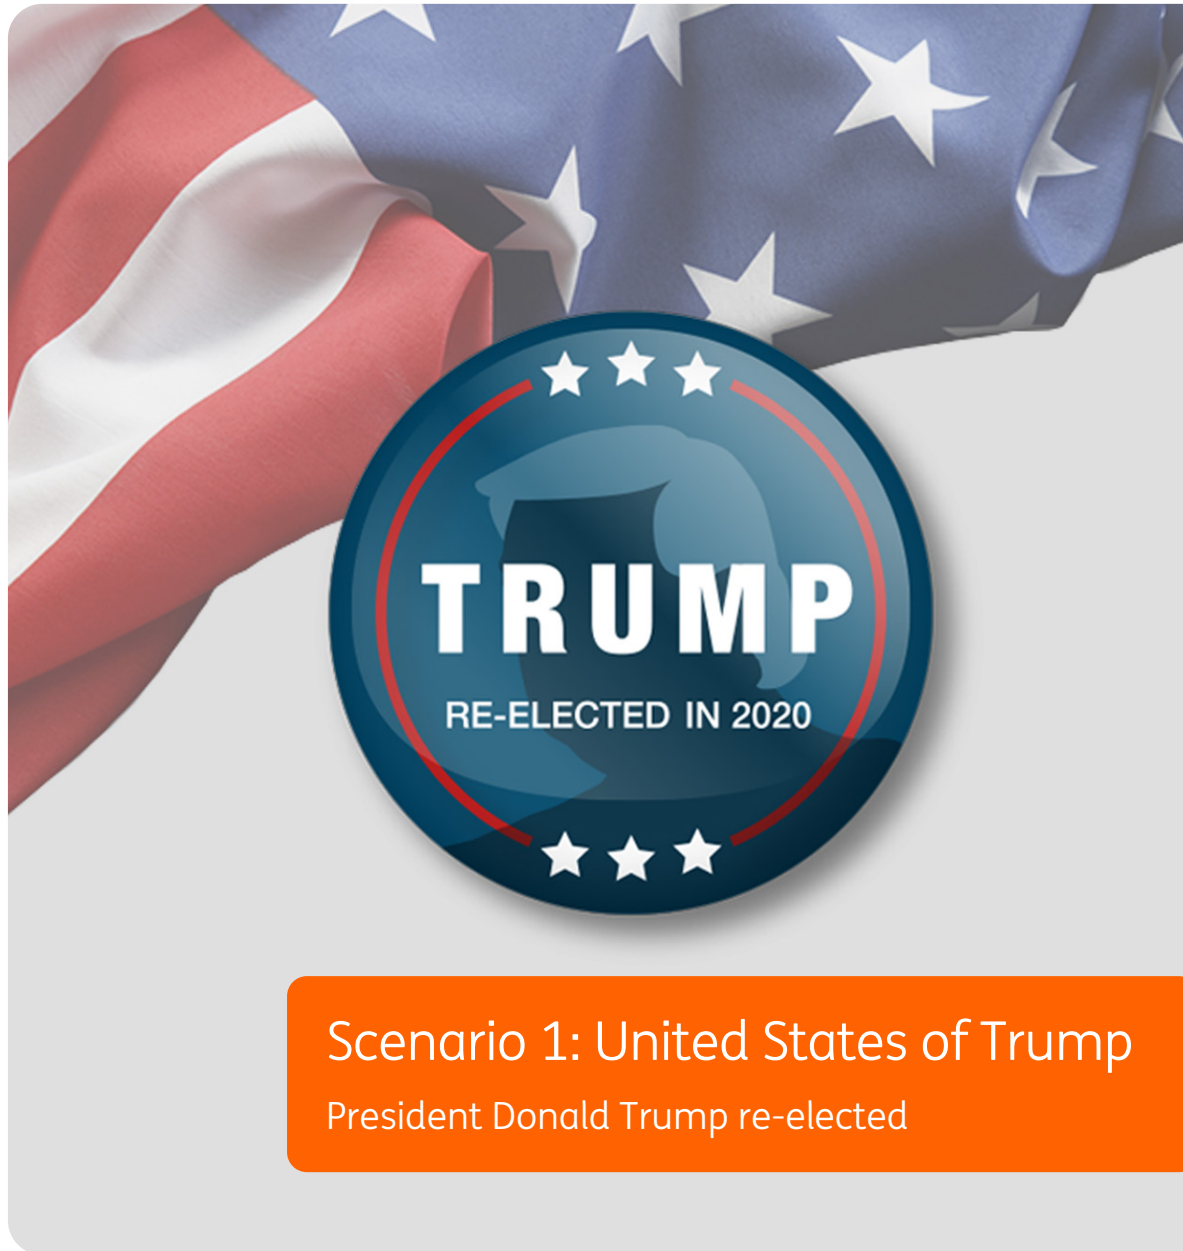 TRUMP
RE-ELECTED IN 2020
Scenario 1: United States of Trump
President Donald Trump re-elected